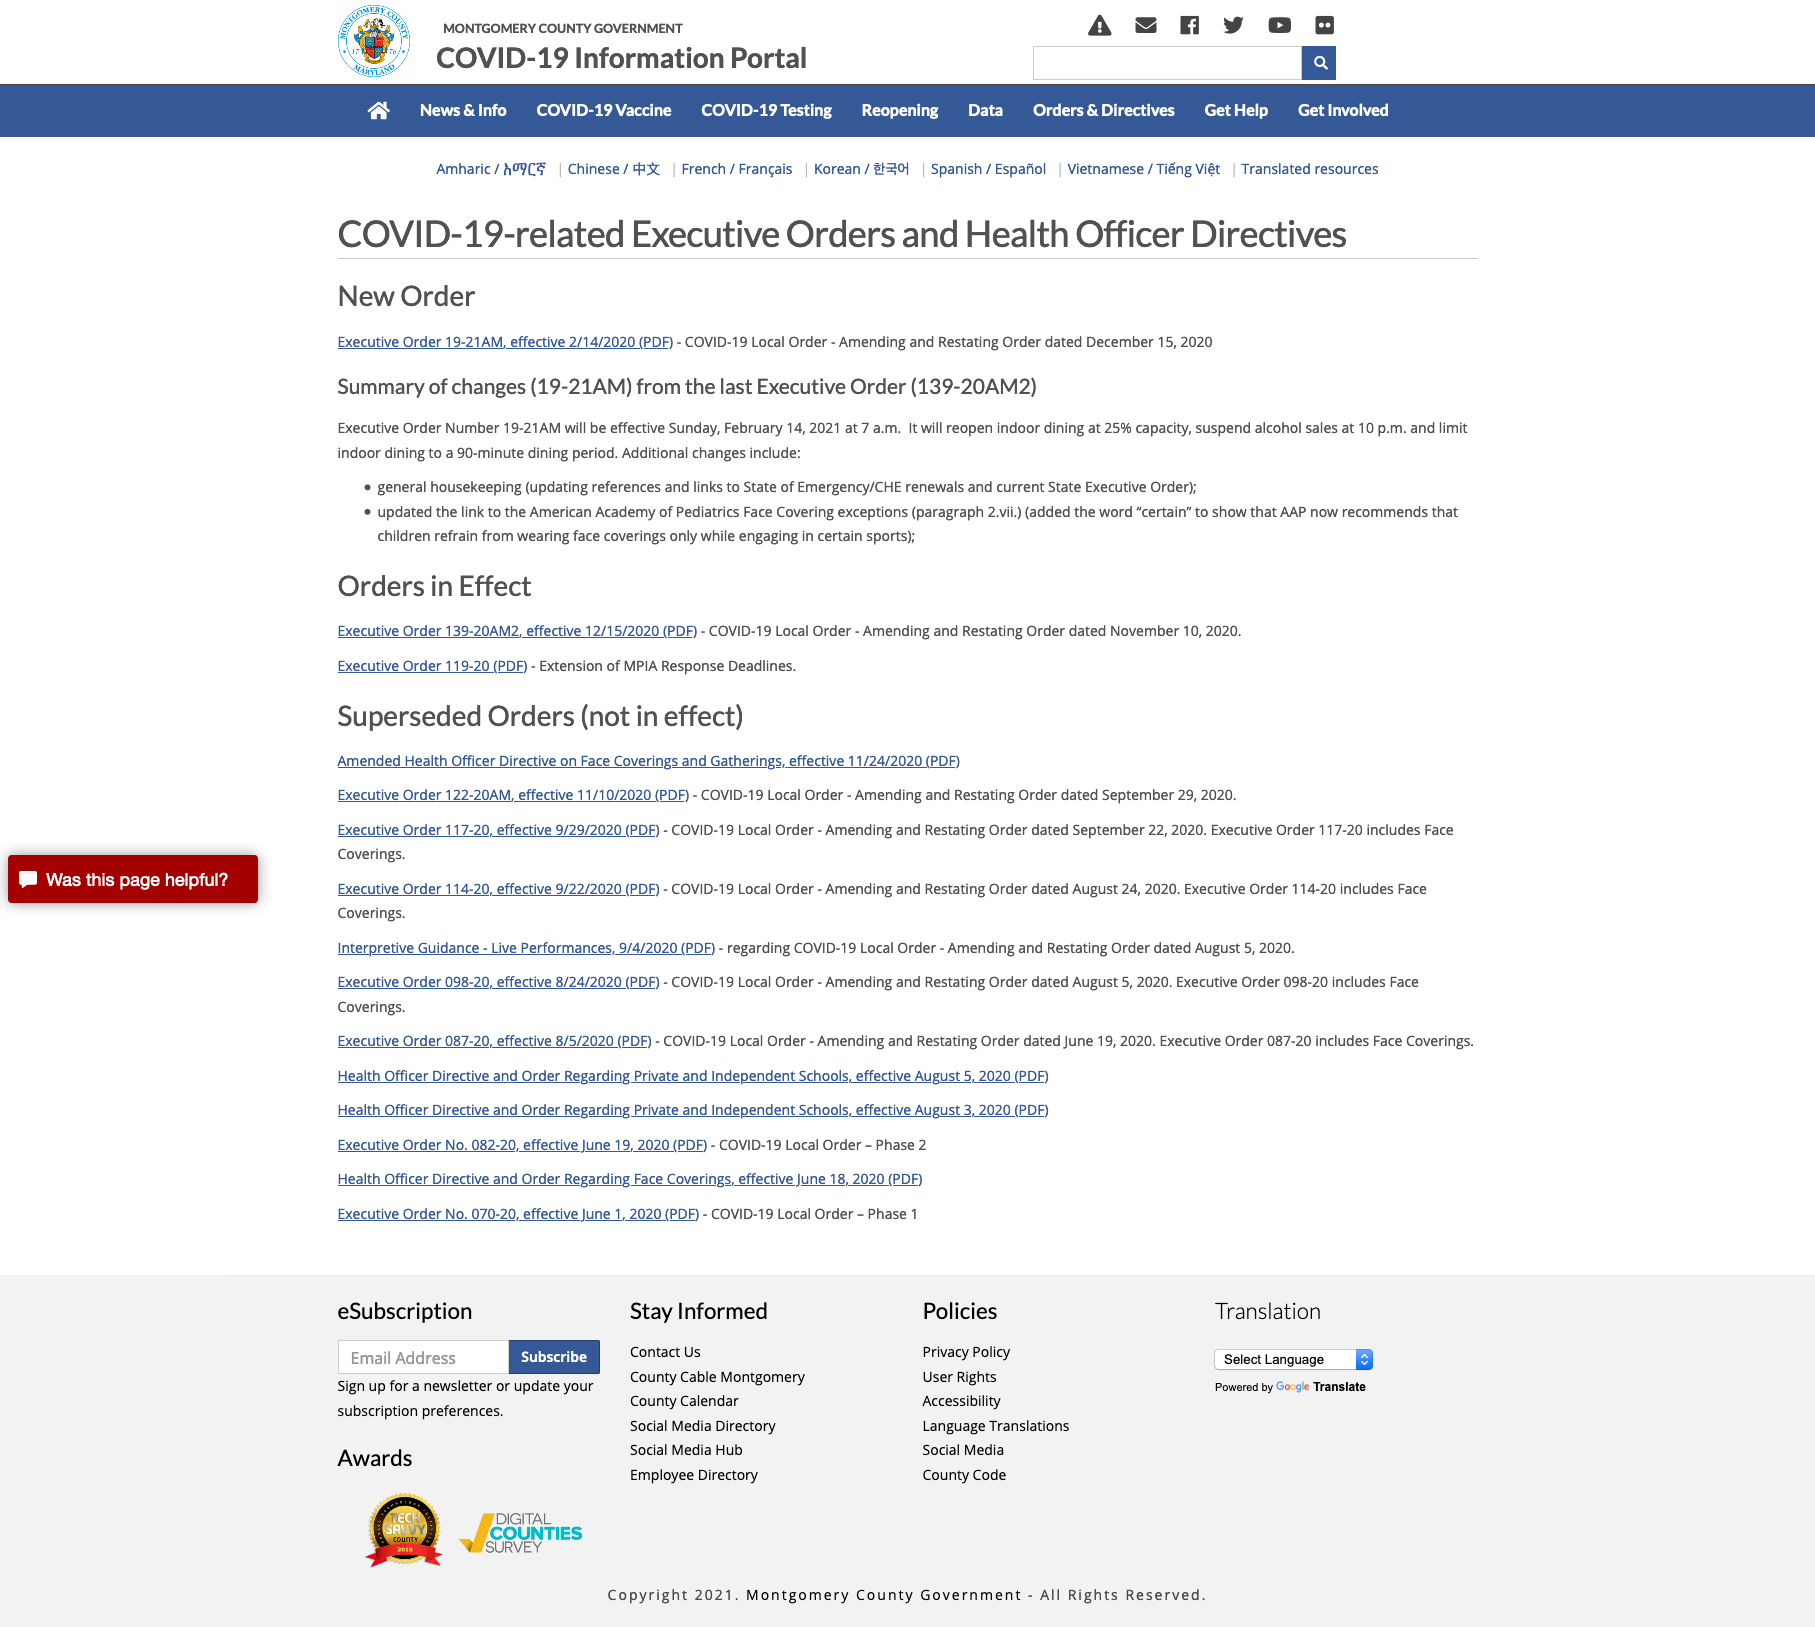 MONTGOMERY COUNTY
17 76
MARYLAND
MONTGOMERY COUNTY GOVERNMENT
COVID-19 Information Portal
News & Info COVID-19 Vaccine COVID-19 Testing Reopening Data Orders & Directives Get Help Get Involved
Amharic / አማርኛ | Chinese / 中文 | French / Français | Korean / 한국어 | Spanish / Español | Vietnamese / Tiếng Việt | Translated resources
COVID-19-related Executive Orders and Health Officer Directives
New Order
Executive Order 19-21AM, effective 2/14/2020 (PDF) - COVID-19 Local Order - Amending and Restating Order dated December 15, 2020
Summary of changes (19-21AM) from the last Executive Order (139-20AM2)
Executive Order Number 19-21AM will be effective Sunday, February 14, 2021 at 7 a.m.  It will reopen indoor dining at 25% capacity, suspend alcohol sales at 10 p.m. and limit
indoor dining to a 90-minute dining period. Additional changes include:
• general housekeeping (updating references and links to State of Emergency/CHE renewals and current State Executive Order);
• updated the link to the American Academy of Pediatrics Face Covering exceptions (paragraph 2.vii.) (added the word “certain” to show that AAP now recommends that
children refrain from wearing face coverings only while engaging in certain sports);
Orders in Effect
Executive Order 139-20AM2, effective 12/15/2020 (PDF) - COVID-19 Local Order - Amending and Restating Order dated November 10, 2020.
Executive Order 119-20 (PDF) - Extension of MPIA Response Deadlines.
Superseded Orders (not in effect)
Amended Health Officer Directive on Face Coverings and Gatherings, effective 11/24/2020 (PDF)
Executive Order 122-20AM, effective 11/10/2020 (PDF) - COVID-19 Local Order - Amending and Restating Order dated September 29, 2020.
Executive Order 117-20, effective 9/29/2020 (PDF) - COVID-19 Local Order - Amending and Restating Order dated September 22, 2020. Executive Order 117-20 includes Face
Coverings.
Was this page helpful?
Executive Order 114-20, effective 9/22/2020 (PDF) - COVID-19 Local Order - Amending and Restating Order dated August 24, 2020. Executive Order 114-20 includes Face
Coverings.
Interpretive Guidance - Live Performances, 9/4/2020 (PDF) - regarding COVID-19 Local Order - Amending and Restating Order dated August 5, 2020.
Executive Order 098-20, effective 8/24/2020 (PDF) - COVID-19 Local Order - Amending and Restating Order dated August 5, 2020. Executive Order 098-20 includes Face
Coverings.
Executive Order 087-20, effective 8/5/2020 (PDF) - COVID-19 Local Order - Amending and Restating Order dated June 19, 2020. Executive Order 087-20 includes Face Coverings.
Health Officer Directive and Order Regarding Private and Independent Schools, effective August 5, 2020 (PDF)
Health Officer Directive and Order Regarding Private and Independent Schools, effective August 3, 2020 (PDF)
Executive Order No. 082-20, effective June 19, 2020 (PDF) - COVID-19 Local Order – Phase 2
Health Officer Directive and Order Regarding Face Coverings, effective June 18, 2020 (PDF)
Executive Order No. 070-20, effective June 1, 2020 (PDF) - COVID-19 Local Order – Phase 1
eSubscription
Email Address Subscribe
Sign up for a newsletter or update your
subscription preferences.
Awards
TECH
SAVVY
COUNTY
2018
DIGITAL
COUNTIES
SURVEY
Stay Informed
Contact Us
County Cable Montgomery
County Calendar
Social Media Directory
Social Media Hub
Employee Directory
Policies
Privacy Policy
User Rights
Accessibility
Language Translations
Social Media
County Code
Translation
Select Language
Powered by Google Translate
Copyright 2021. Montgomery County Government - All Rights Reserved.